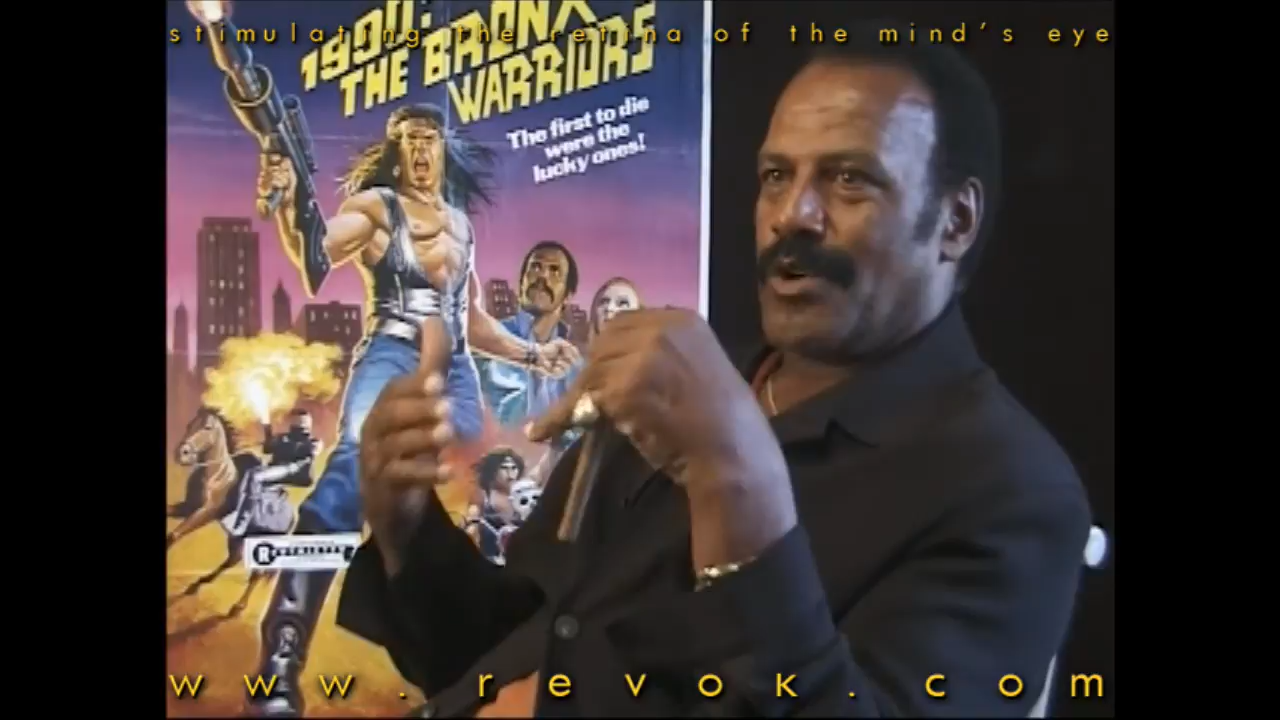 stimulating the retina of the mind's eye
1990:
THE BRONX
WARRIORS
The first to die
were the
lucky ones!
R RESTRICTED
www.revok.com